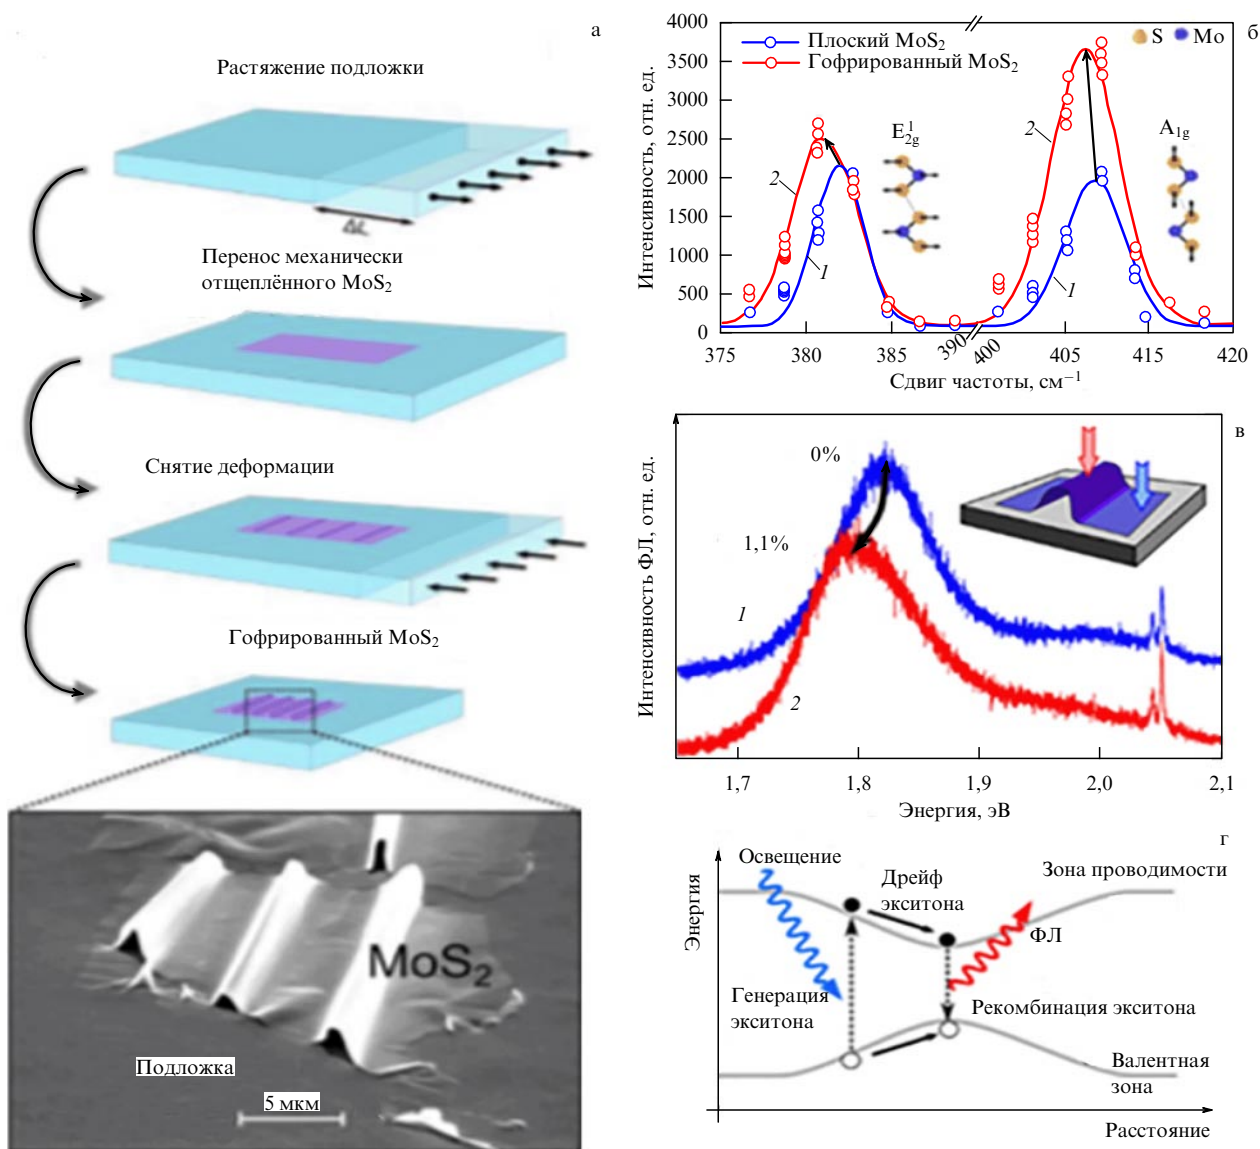 а
Растяжение подложки
ΔL
Перенос механически
отщеплённого MoS₂
Снятие деформации
Гофрированный MoS₂
MoS₂
Подложка
5 мкм
б
Интенсивность, отн. ед.
4000
3500
3000
2500
2000
1500
1000
500
0
Плоский MoS₂
Гофрированный MoS₂
S Mo
E¹₂g
A₁g
2
1
2
1
375 380 385 390 400 405 415 420
Сдвиг частоты, см⁻¹
в
Интенсивность ФЛ, отн. ед.
0%
1,1%
1
2
1,7 1,8 1,9 2,0 2,1
Энергия, эВ
г
Энергия
Освещение
Дрейф
экситона
Зона проводимости
ФЛ
Генерация
экситона
Рекомбинация экситона
Валентная
зона
Расстояние